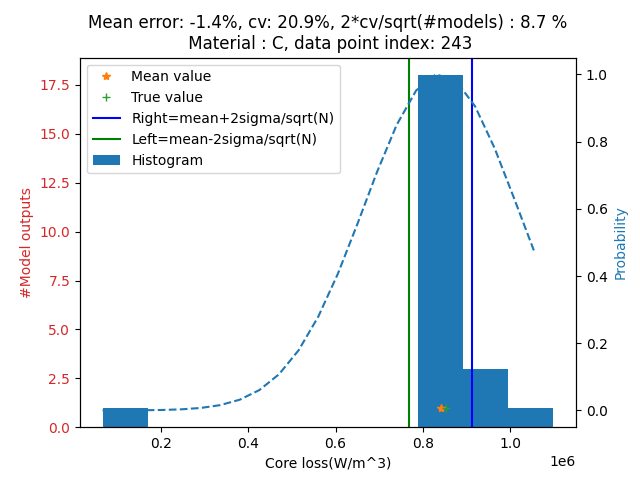 Mean error: -1.4%, cv: 20.9%, 2*cv/sqrt(#models) : 8.7 %
Material : C, data point index: 243
Mean value
True value
Right=mean+2sigma/sqrt(N)
Left=mean-2sigma/sqrt(N)
Histogram
#Model outputs
17.5
15.0
12.5
10.0
7.5
5.0
2.5
0.0
1.0
0.8
0.6
0.4
0.2
0.0
Probability
0.2 0.4 0.6 0.8 1.0
1e6
Core loss(W/m^3)